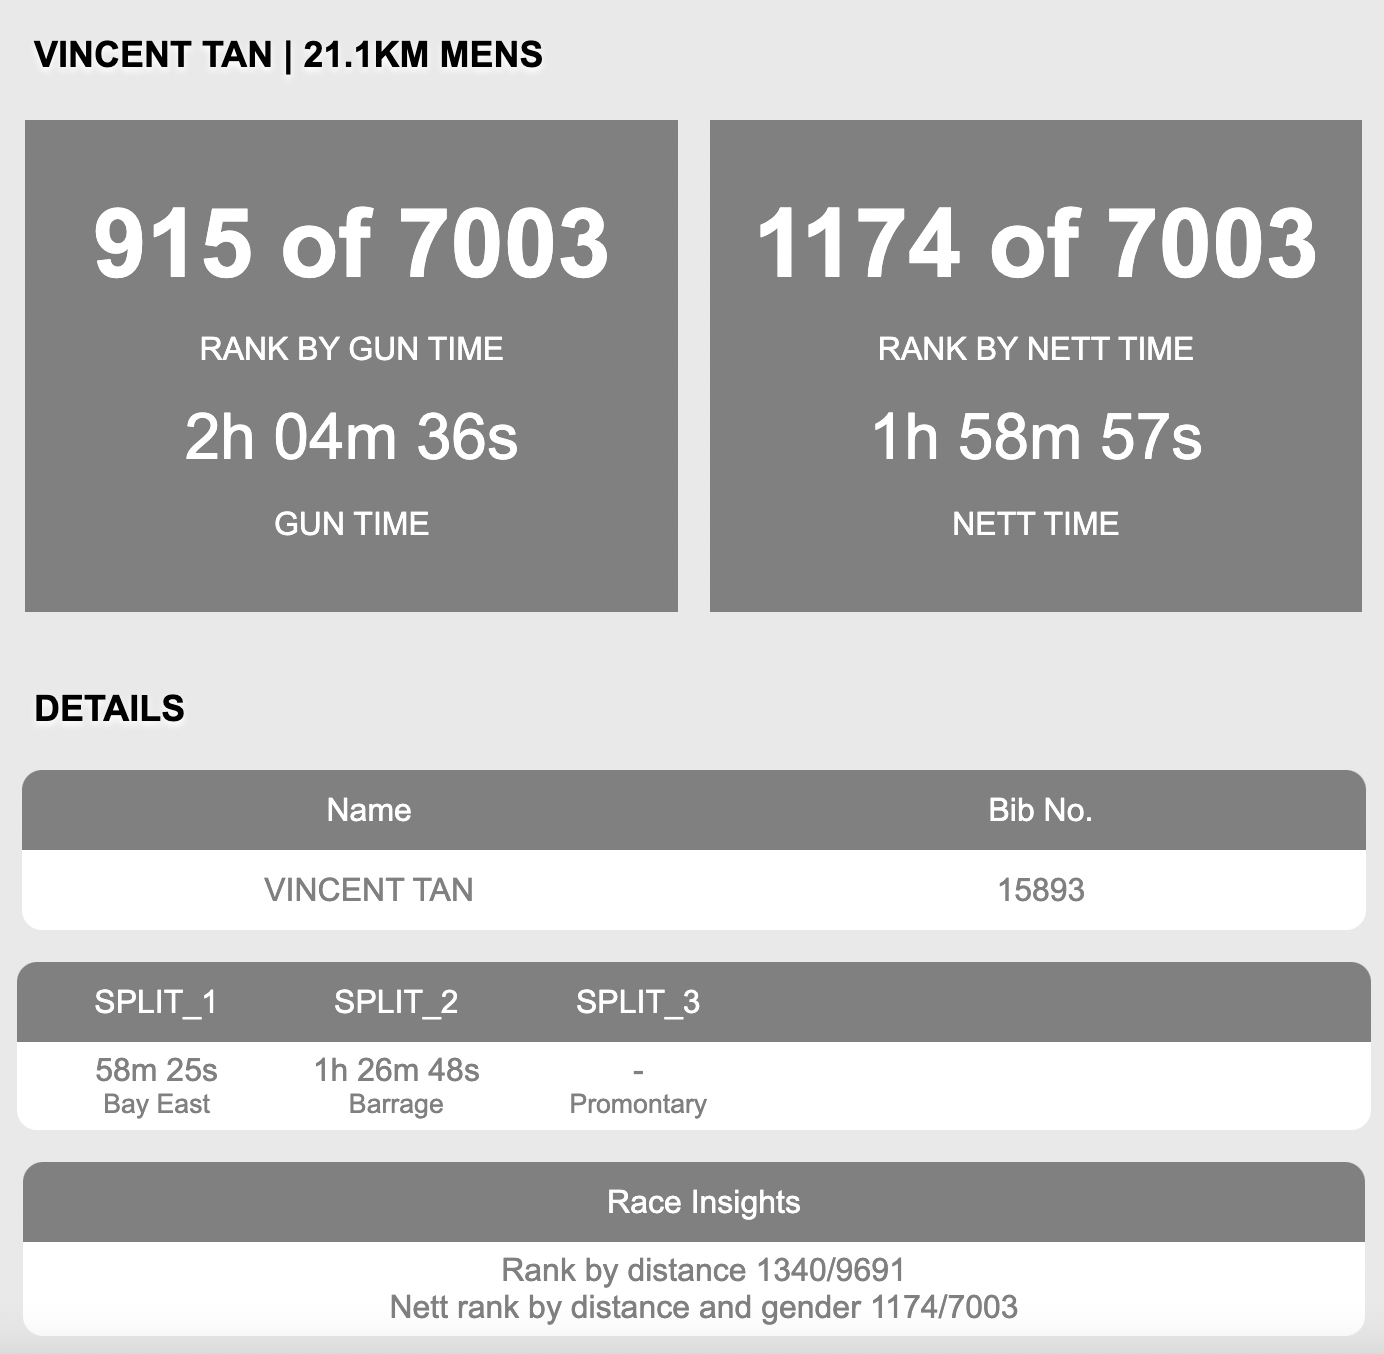 VINCENT TAN | 21.1KM MENS
915 of 7003
RANK BY GUN TIME
2h 04m 36s
GUN TIME
1174 of 7003
RANK BY NETT TIME
1h 58m 57s
NETT TIME
DETAILS
Name Bib No.
VINCENT TAN 15893
SPLIT_1 SPLIT_2 SPLIT_3
58m 25s 1h 26m 48s -
Bay East Barrage Promontary
Race Insights
Rank by distance 1340/9691
Nett rank by distance and gender 1174/7003